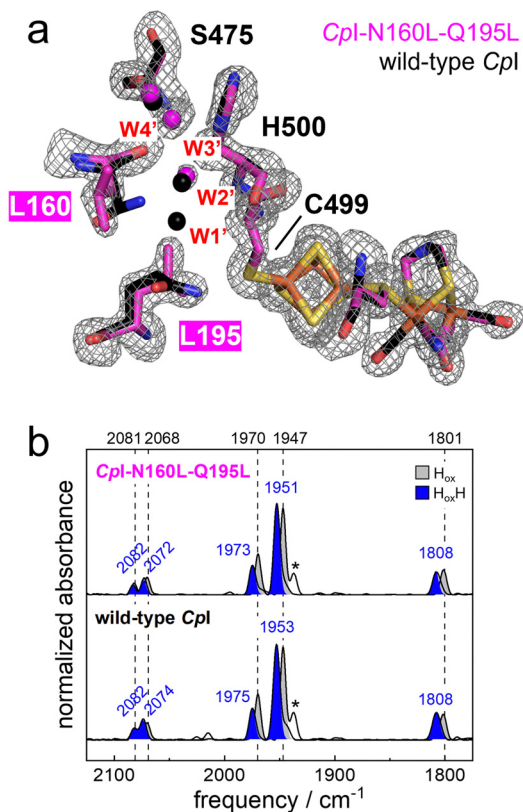 a
S475
CpI-N160L-Q195L
wild-type CpI
W4'
W3'
H500
L160
W2'
W1'
C499
L195
b
2081 2068 1970 1947 1801
CpI-N160L-Q195L
1951
Hox
HoxH
2082 2072 1973 * 1808
wild-type CpI
1953
2082 2074 1975 * 1808
normalized absorbance
2100 2000 1900 1800
frequency / cm-1